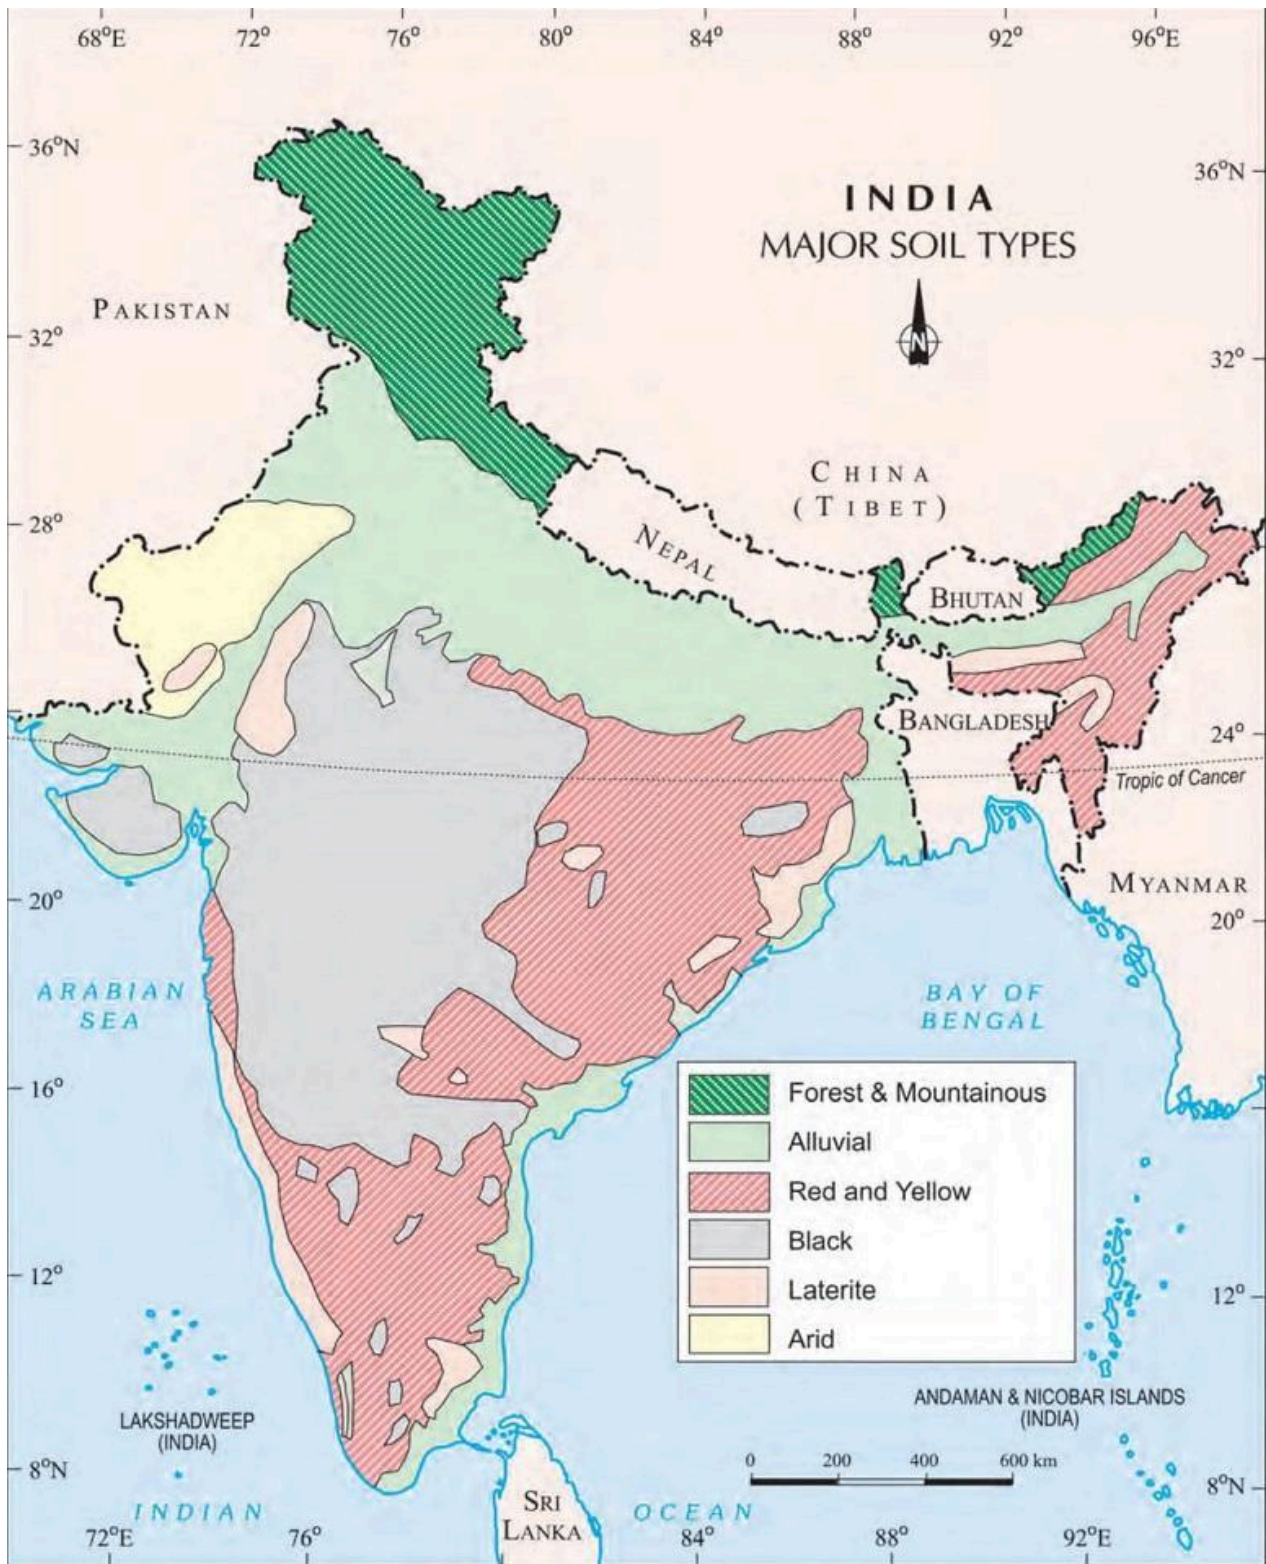 68°E 72° 76° 80° 84° 88° 92° 96°E
36°N
36°N
INDIA
MAJOR SOIL TYPES
N
PAKISTAN
32°
32°
CHINA
(TIBET)
28°
NEPAL
BHUTAN
BANGLADESH
24°
Tropic of Cancer
MYANMAR
20°
20°
ARABIAN
SEA
BAY OF
BENGAL
16°
Forest & Mountainous
Alluvial
Red and Yellow
Black
Laterite
Arid
12°
12°
LAKSHADWEEP
(INDIA)
ANDAMAN & NICOBAR ISLANDS
(INDIA)
0 200 400 600 km
8°N
8°N
SRI
LANKA
INDIAN OCEAN
72°E 76° 84° 88° 92°E